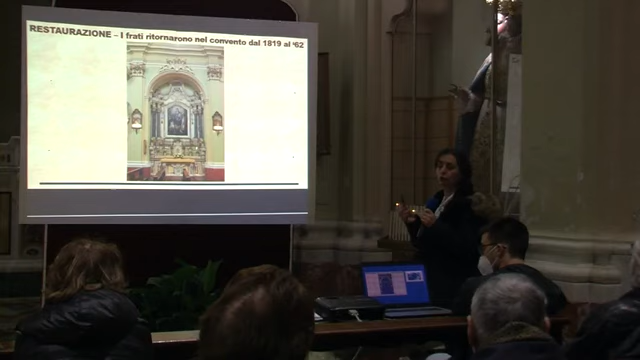 RESTAURAZIONE – I frati ritornarono nel convento dal 1819 al '62